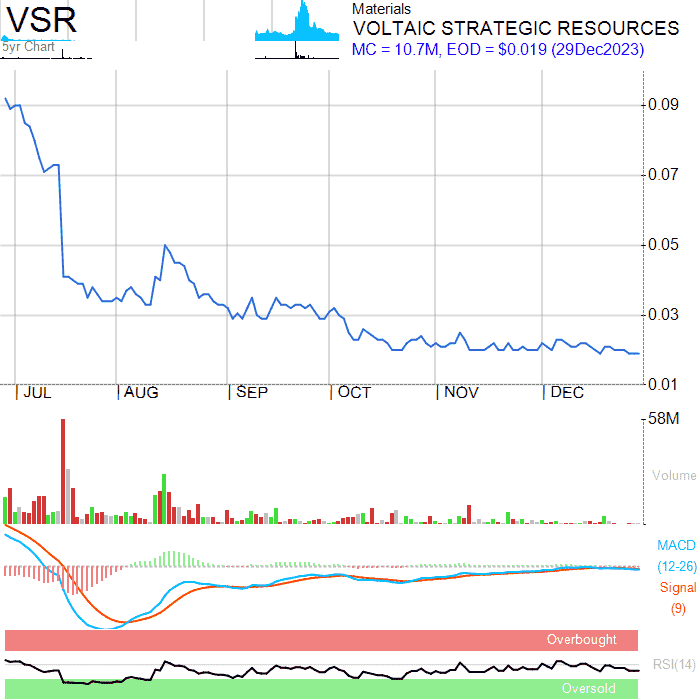 VSR
5yr Chart
Materials
VOLTAIC STRATEGIC RESOURCES
MC = 10.7M, EOD = $0.019 (29Dec2023)
0.09
0.07
0.05
0.03
0.01
JUL AUG SEP OCT NOV DEC
58M
Volume
MACD
(12-26)
Signal
(9)
Overbought
RSI(14)
Oversold